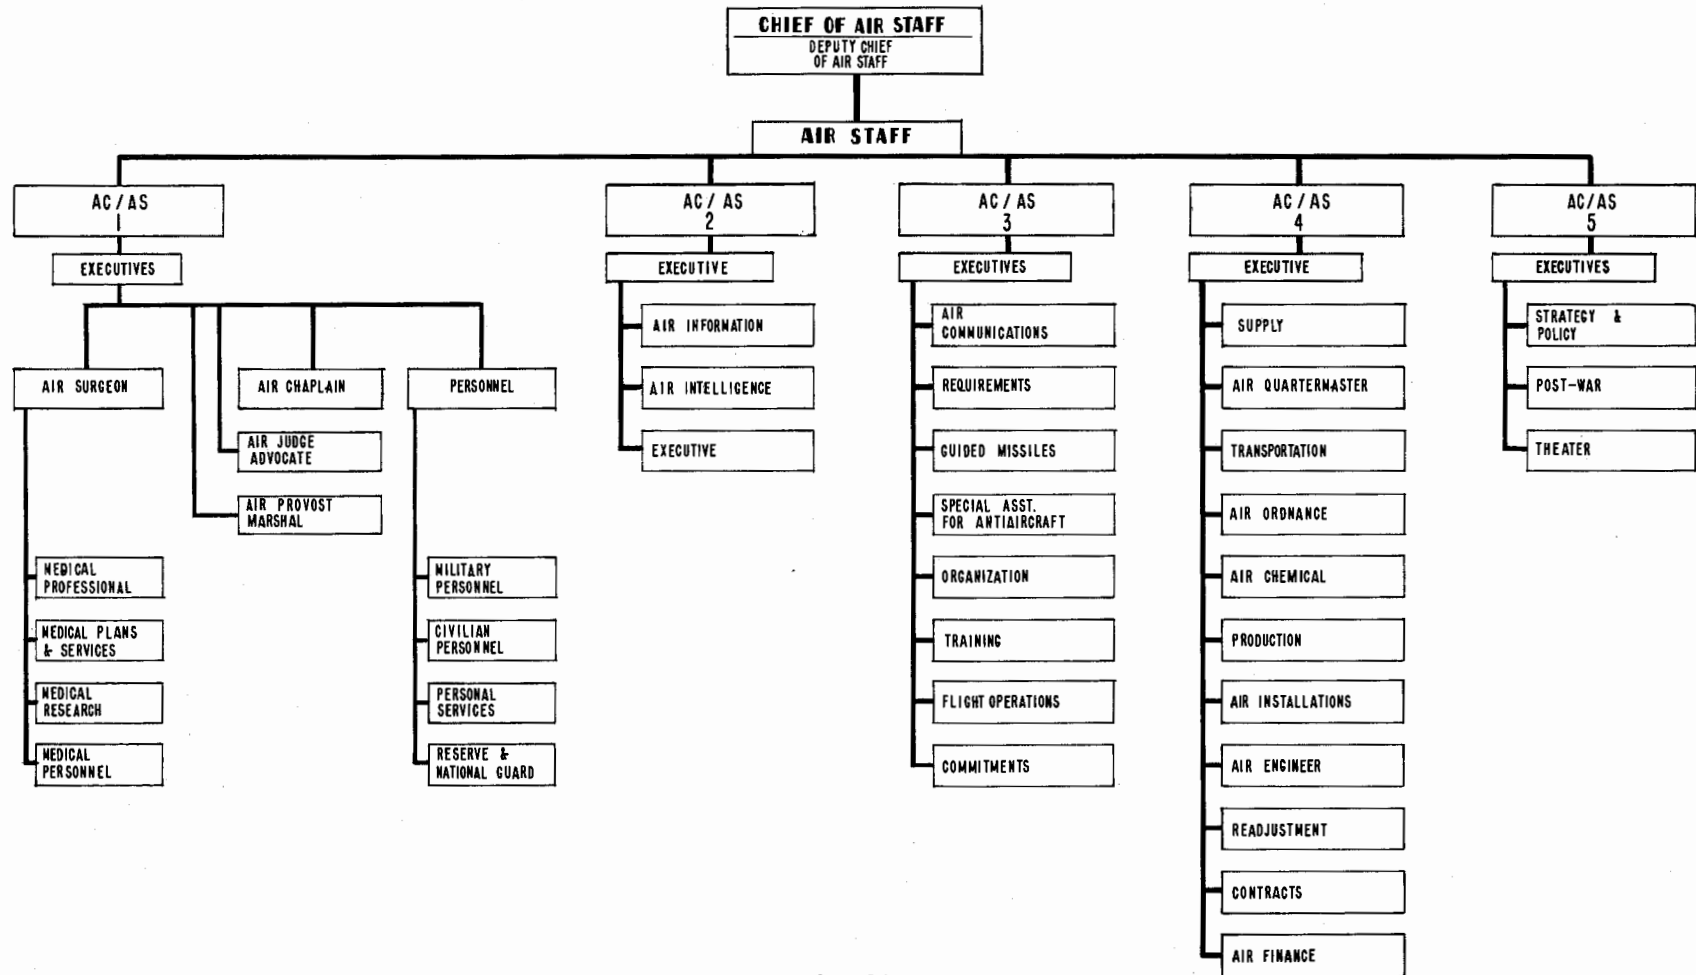 CHIEF OF AIR STAFF
DEPUTY CHIEF
OF AIR STAFF
AIR STAFF
AC/AS
1
EXECUTIVES
AIR SURGEON
MEDICAL
PROFESSIONAL
MEDICAL PLANS
& SERVICES
MEDICAL
RESEARCH
MEDICAL
PERSONNEL
AIR CHAPLAIN
AIR JUDGE
ADVOCATE
AIR PROVOST
MARSHAL
PERSONNEL
MILITARY
PERSONNEL
CIVILIAN
PERSONNEL
PERSONAL
SERVICES
RESERVE &
NATIONAL GUARD
AC/AS
2
EXECUTIVE
AIR INFORMATION
AIR INTELLIGENCE
EXECUTIVE
AC/AS
3
EXECUTIVES
AIR
COMMUNICATIONS
REQUIREMENTS
GUIDED MISSILES
SPECIAL ASST.
FOR ANTIAIRCRAFT
ORGANIZATION
TRAINING
FLIGHT OPERATIONS
COMMITMENTS
AC/AS
4
EXECUTIVE
SUPPLY
AIR QUARTERMASTER
TRANSPORTATION
AIR ORDNANCE
AIR CHEMICAL
PRODUCTION
AIR INSTALLATIONS
AIR ENGINEER
READJUSTMENT
CONTRACTS
AIR FINANCE
AC/AS
5
EXECUTIVES
STRATEGY &
POLICY
POST-WAR
THEATER